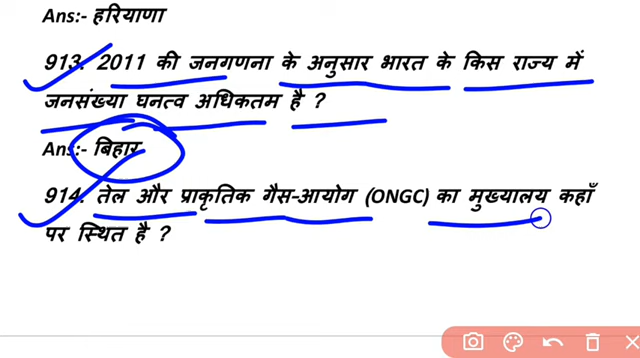 Ans:- हरियाणा
913. 2011 की जनगणना के अनुसार भारत के किस राज्य में
जनसंख्या घनत्व अधिकतम है ?
Ans:- बिहार
914. तेल और प्राकृतिक गैस-आयोग (ONGC) का मुख्यालय कहाँ
पर स्थित है ?